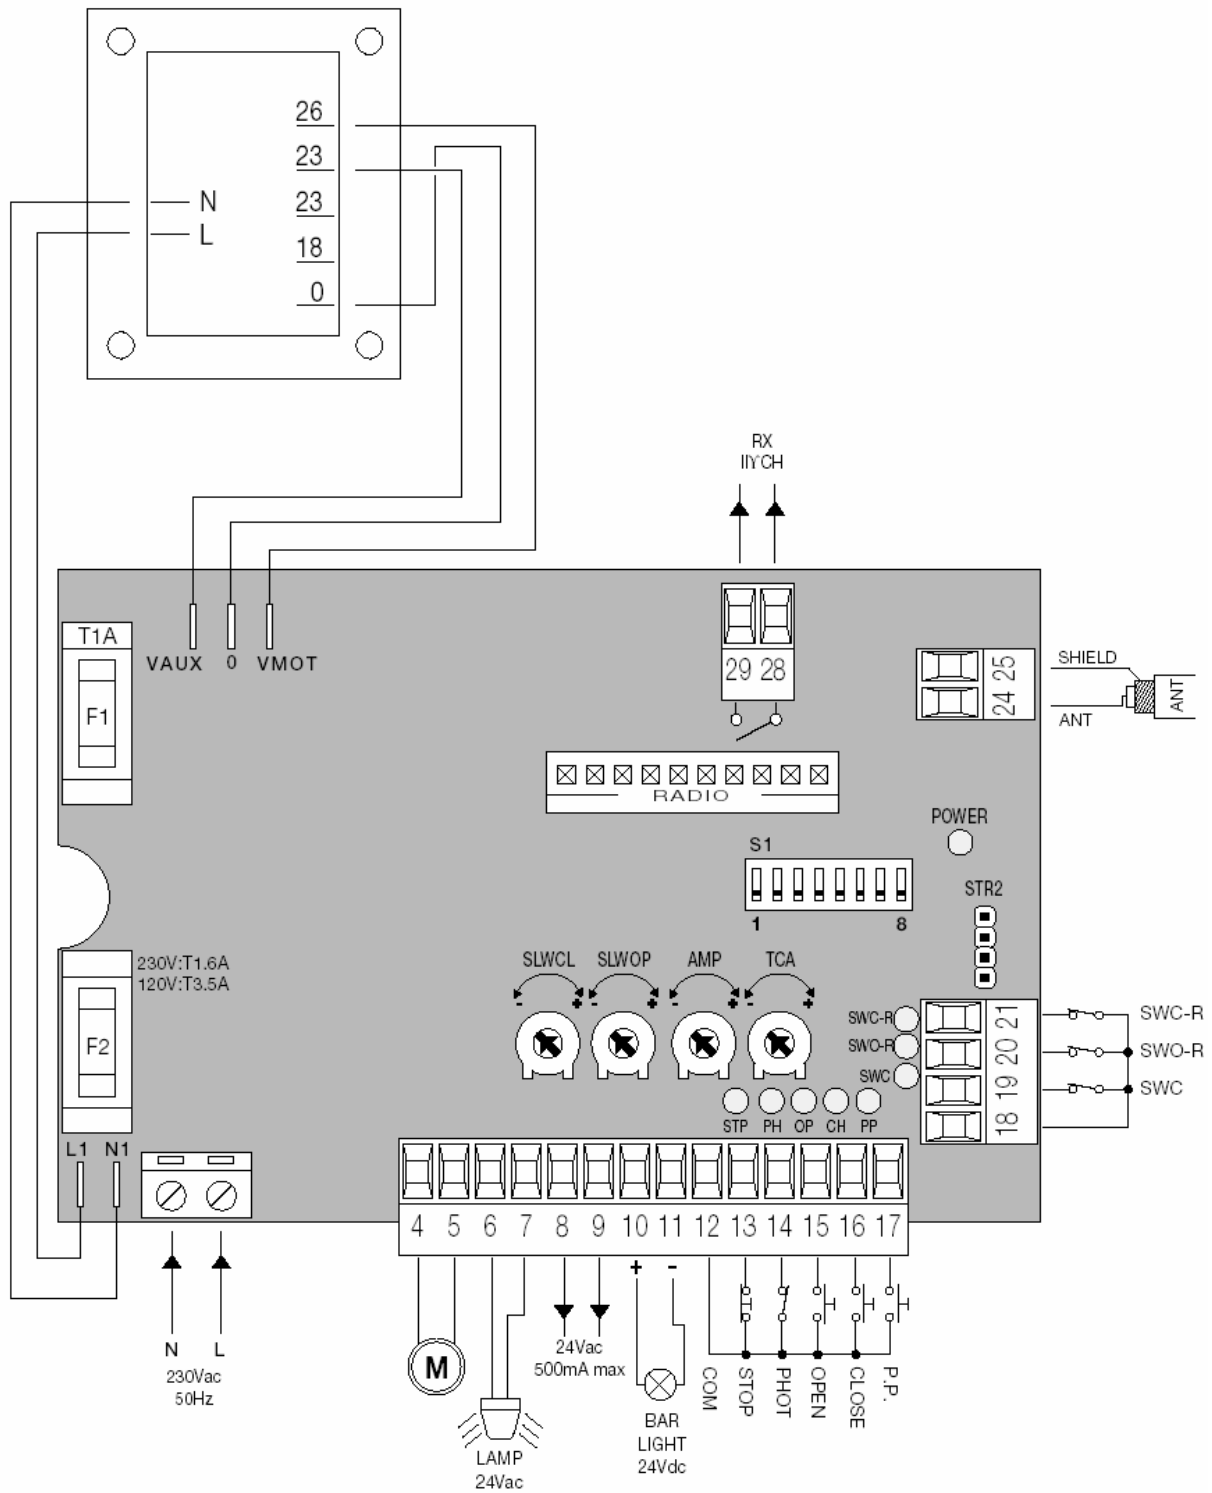 26
23
N
23
L
18
0
RX
IIYCH
T1A
VAUX 0 VMOT
F1
29 28
24 25
SHIELD
ANT
ANT
RADIO
POWER
S1
1 8
STR2
230V:T1.6A
120V:T3.5A
SLWCL SLWOP AMP TCA
- + - + - + - +
F2
SWC-R
SWO-R
SWC
18 19 20 21
SWC-R
SWO-R
SWC
STP PH OP CH PP
L1 N1
4 5 6 7 8 9 10 11 12 13 14 15 16 17
+ -
N L
230Vac
50Hz
M
LAMP
24Vac
24Vac
500mA max
BAR
LIGHT
24Vdc
COM
STOP
PHOT
OPEN
CLOSE
P.P.